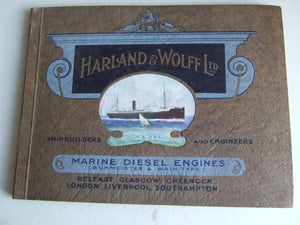 HARLAND & WOLFF LTD
SHIPBUILDERS AND ENGINEERS
MARINE DIESEL ENGINES
(BURMEISTER & WAIN TYPE)
BELFAST, GLASGOW, GREENOCK,
LONDON, LIVERPOOL, SOUTHAMPTON.